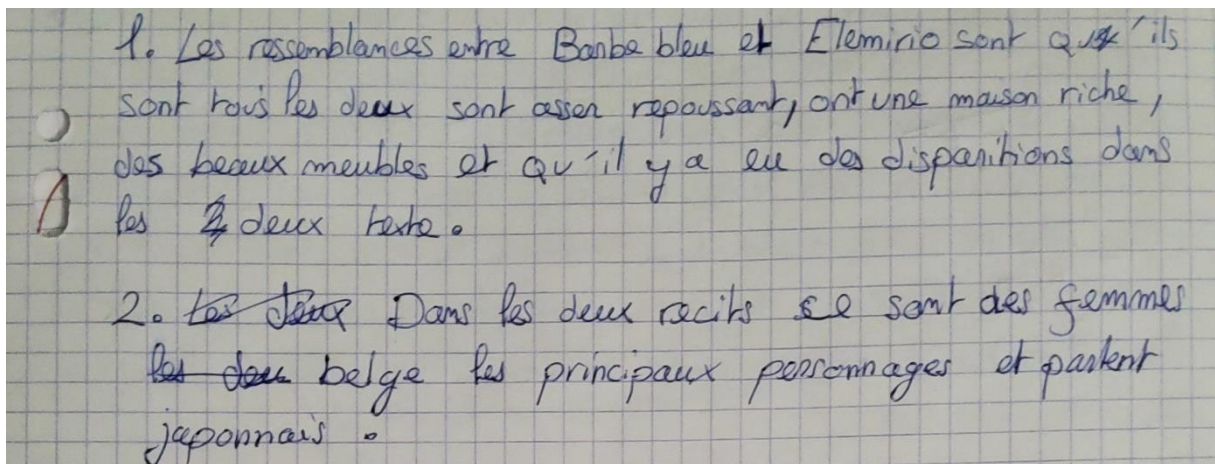 1. Les ressemblances entre Barbe bleu et Elemirio sont qu'ils
sont tous les deux sont assez repoussant, ont une maison riche,
des beaux meubles et qu'il y a eu des disparitions dans
les deux texte.
2. Dans les deux recits se sont des femmes
belge les principaux personnages et parlent
japonnais.